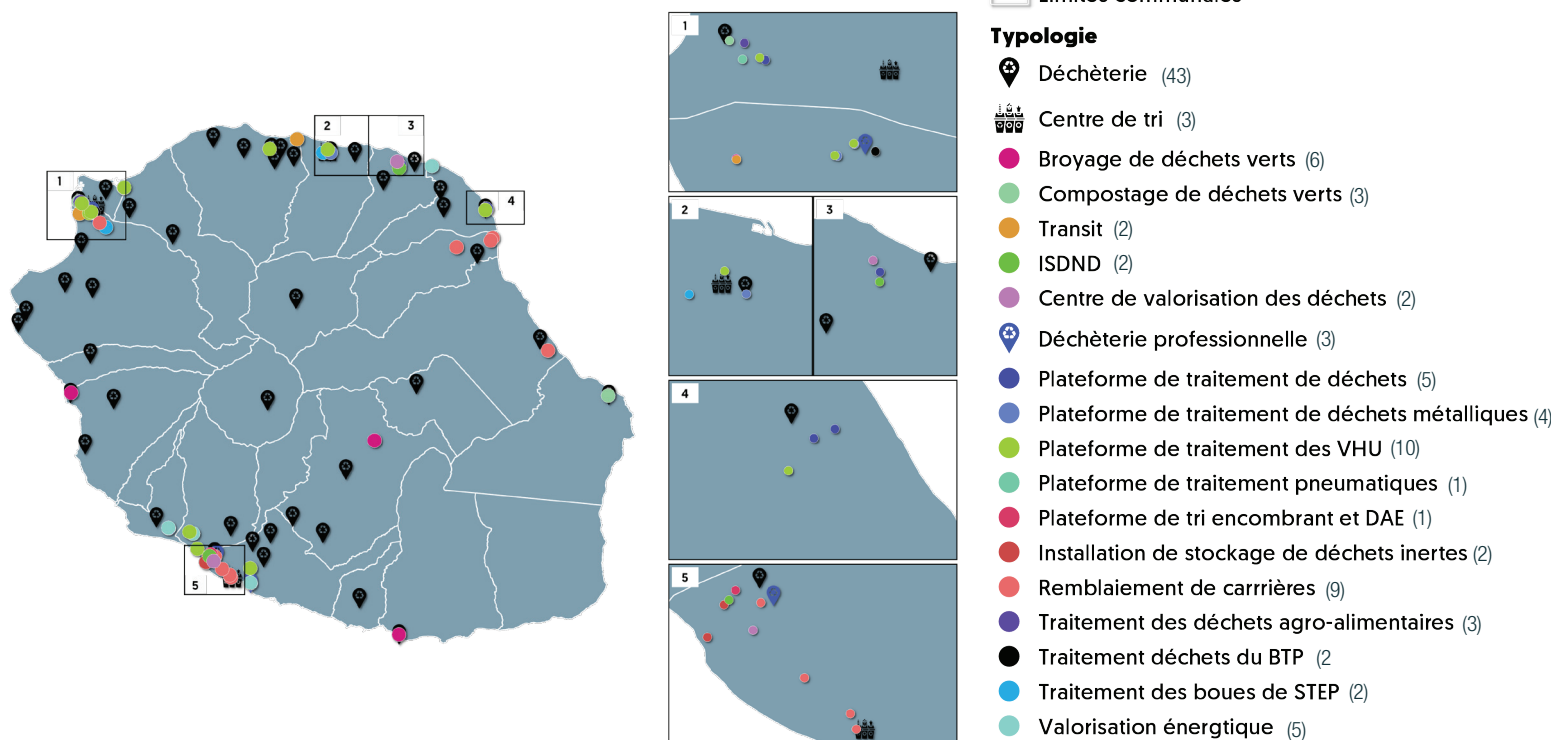 Limites communales
Typologie
Déchèterie (43)
Centre de tri (3)
Broyage de déchets verts (6)
Compostage de déchets verts (3)
Transit (2)
ISDND (2)
Centre de valorisation des déchets (2)
Déchèterie professionnelle (3)
Plateforme de traitement de déchets (5)
Plateforme de traitement de déchets métalliques (4)
Plateforme de traitement des VHU (10)
Plateforme de traitement pneumatiques (1)
Plateforme de tri encombrant et DAE (1)
Installation de stockage de déchets inertes (2)
Remblaiement de carrrières (9)
Traitement des déchets agro-alimentaires (3)
Traitement déchets du BTP (2
Traitement des boues de STEP (2)
Valorisation énergtique (5)
1
2
3
4
5
1
2
3
4
5